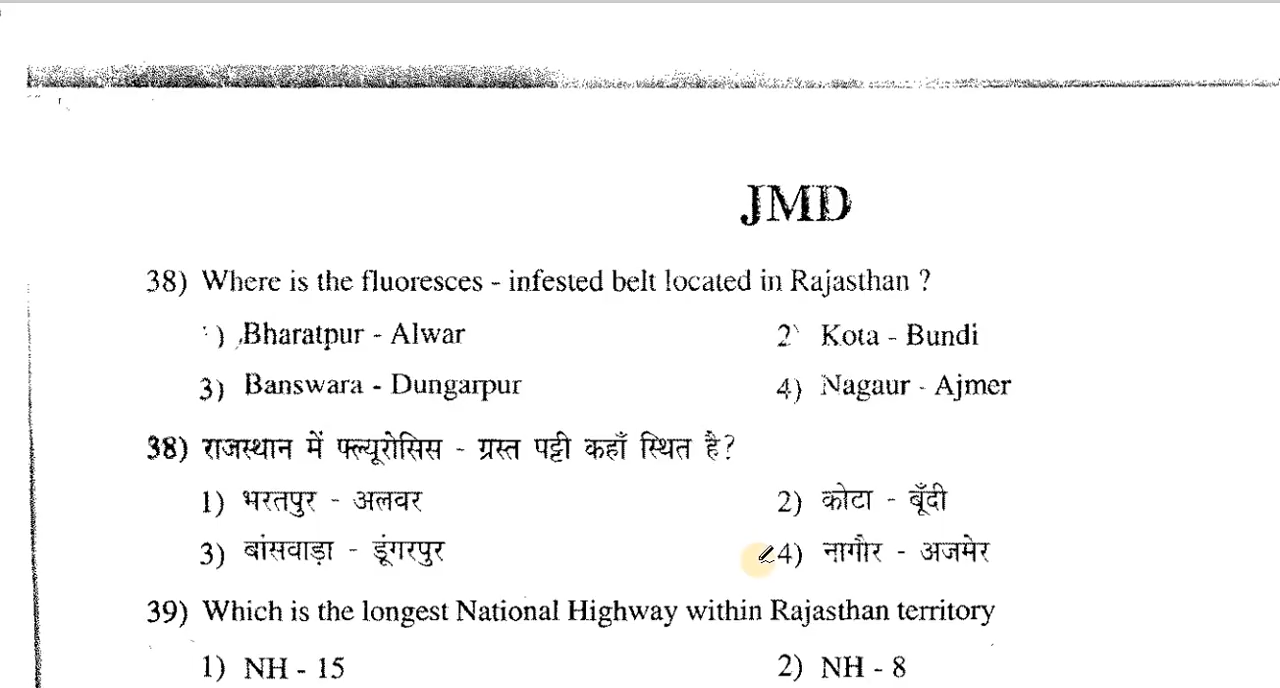 JMD
38) Where is the fluoresces - infested belt located in Rajasthan ?
) Bharatpur - Alwar 2 Kota - Bundi
3) Banswara - Dungarpur 4) Nagaur - Ajmer
38) राजस्थान में फ्ल्यूरोसिस - ग्रस्त पट्टी कहाँ स्थित है?
1) भरतपुर - अलवर 2) कोटा - बूँदी
3) बांसवाड़ा - डूंगरपुर 4) नागौर - अजमेर
39) Which is the longest National Highway within Rajasthan territory
1) NH - 15 2) NH - 8